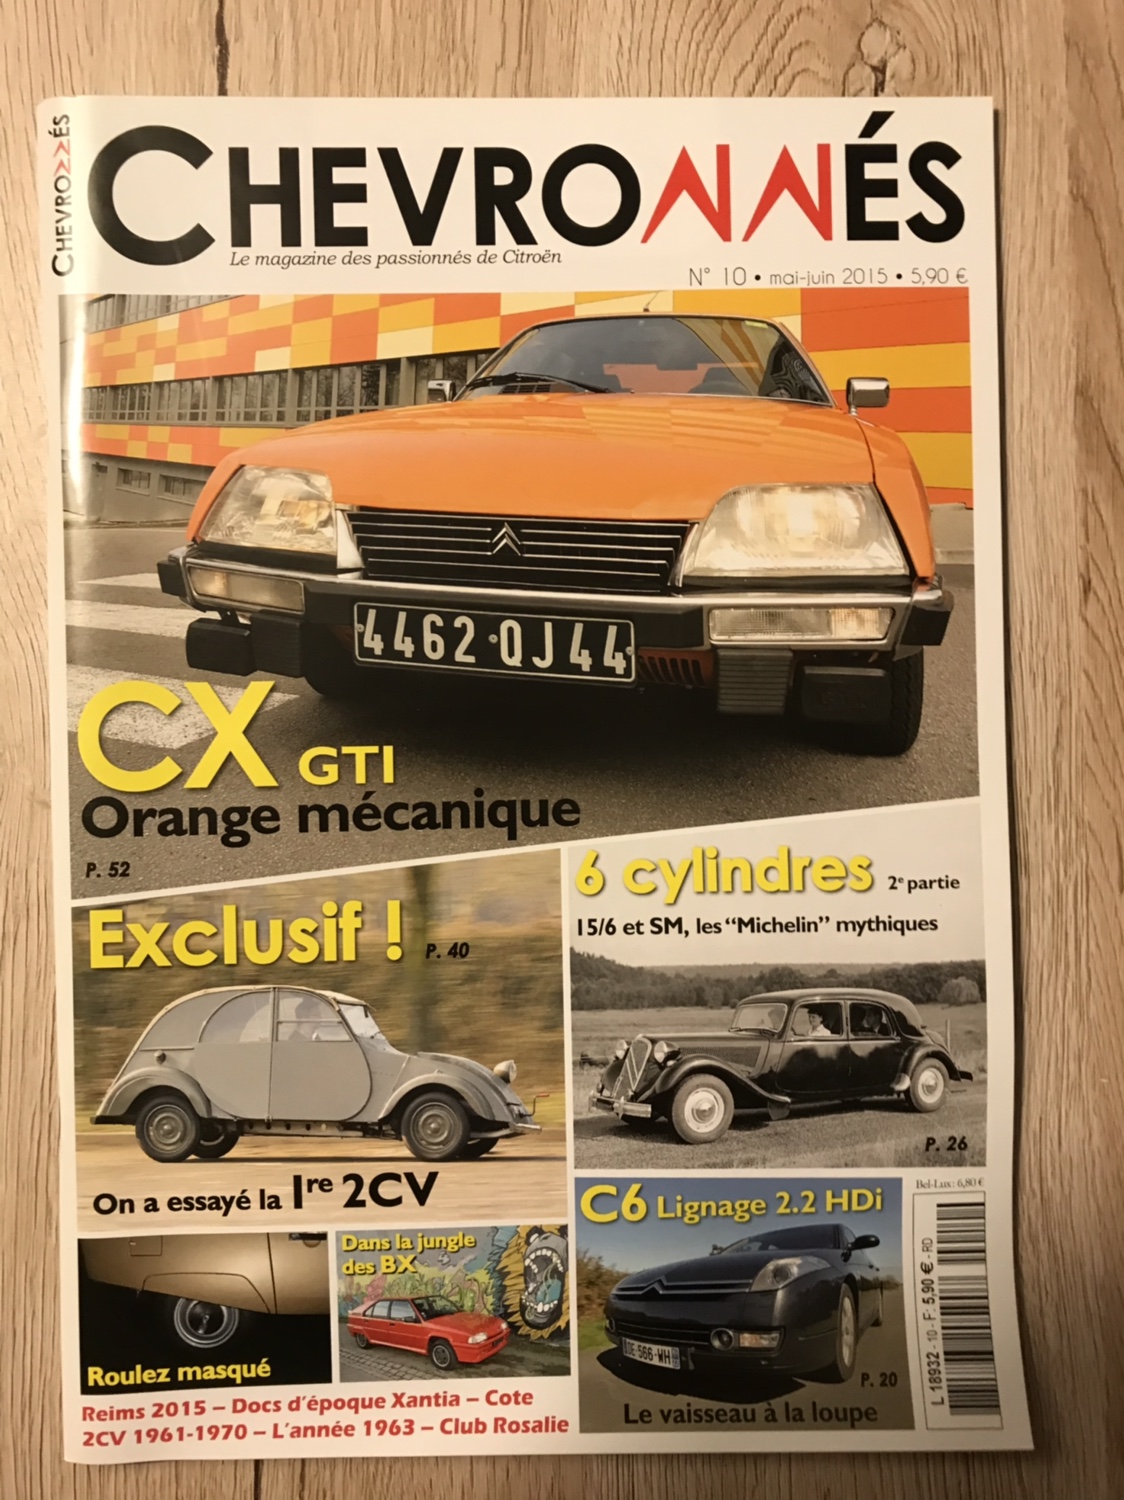 CHEVRONNÉS
CHEVRONNÉS
Le magazine des passionnés de Citroën
N° 10 • mai-juin 2015 • 5,90 €
4462 QJ 44
CX GTI
Orange mécanique
P. 52
6 cylindres 2e partie
15/6 et SM, les "Michelin" mythiques
P. 26
Exclusif ! P. 40
On a essayé la 1re 2CV
C6 Lignage 2.2 HDi
DE-566-WH
P. 20
Le vaisseau à la loupe
Bel-Lux : 6,80 €
L 18932 - 10 - F: 5,90 € - RD
Roulez masqué
Dans la jungle
des BX
Reims 2015 – Docs d'époque Xantia – Cote
2CV 1961-1970 – L'année 1963 – Club Rosalie